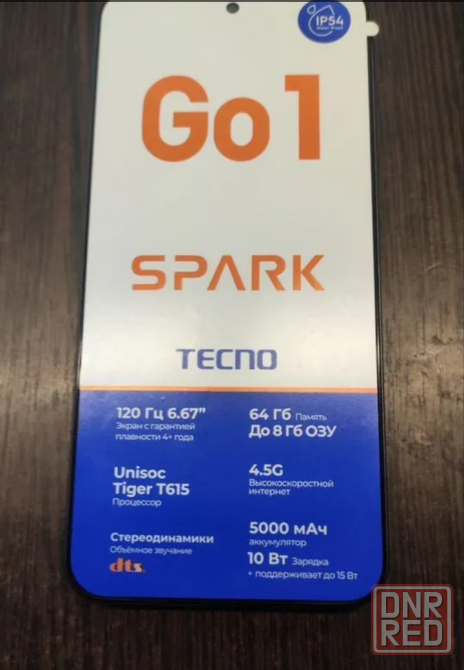 IP54
Go 1
SPARK
TECNO
120 Гц 6.67”
Экран с гарантией
плавности 4+ года
64 Гб Память
До 8 Гб ОЗУ
Unisoc
Tiger T615
Процессор
4.5G
Высокоскоростной
интернет
Стереодинамики
Объёмное звучание
dts
5000 мАч
аккумулятор
10 Вт Зарядка
+ поддерживает до 15 Вт
DNR
RED